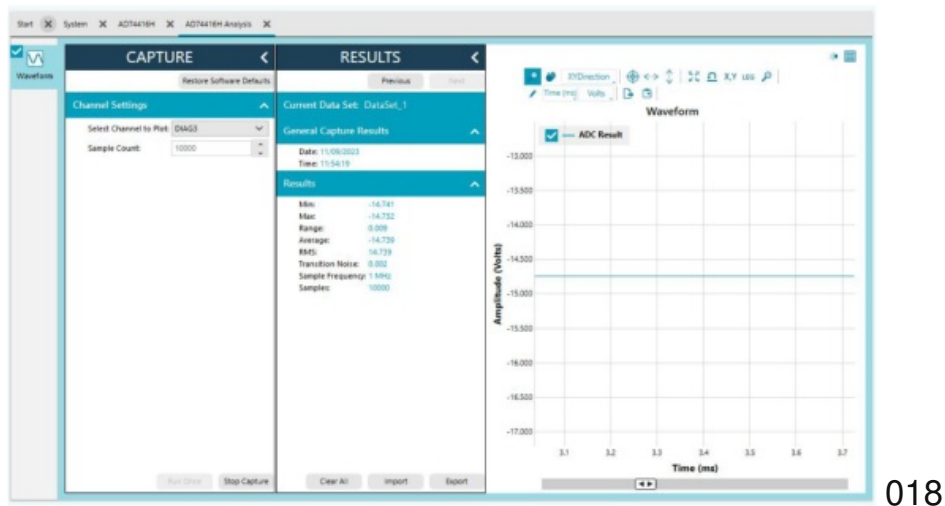 Start System AD74416H AD74416H Analysis
Waveform
CAPTURE
Restore Software Defaults
Channel Settings
Select Channel to Plot: DIAG3
Sample Count: 10000
Run Once Stop Capture
RESULTS
Previous Next
Current Data Set: DataSet_1
General Capture Results
Date: 11/09/2023
Time: 11:54:19
Results
Min: -14.741
Max: -14.732
Range: 0.009
Average: -14.739
RMS: 14.739
Transition Noise: 0.002
Sample Frequency: 1 MHz
Samples: 10000
Clear All Import Export
XYDirection X,Y LOG
Time (ms) Volts
Waveform
ADC Result
Amplitude (Volts)
-13.000
-13.500
-14.000
-14.500
-15.000
-15.500
-16.000
-16.500
-17.000
3.1 3.2 3.3 3.4 3.5 3.6 3.7
Time (ms)
018